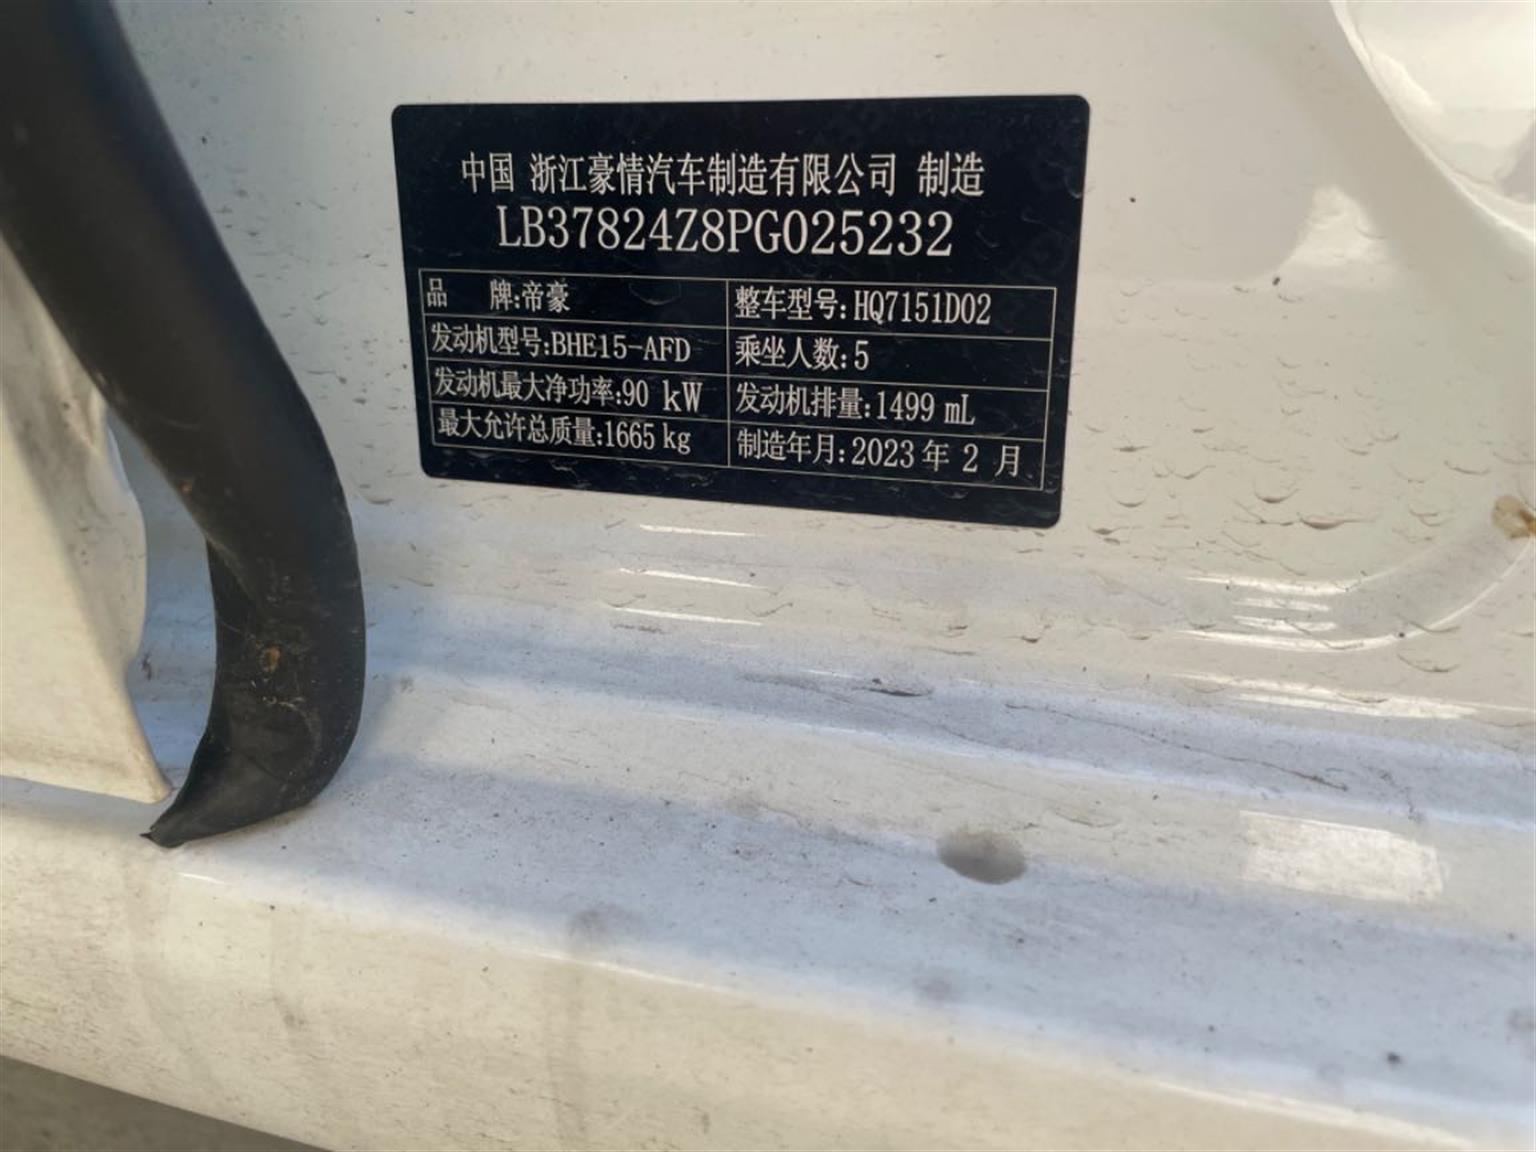 中国 浙江豪情汽车制造有限公司 制造
LB37824Z8PG025232
品 牌:帝豪 整车型号:HQ7151D02
发动机型号:BHE15-AFD 乘坐人数:5
发动机最大净功率:90 kW 发动机排量:1499 mL
最大允许总质量:1665 kg 制造年月:2023 年 2 月